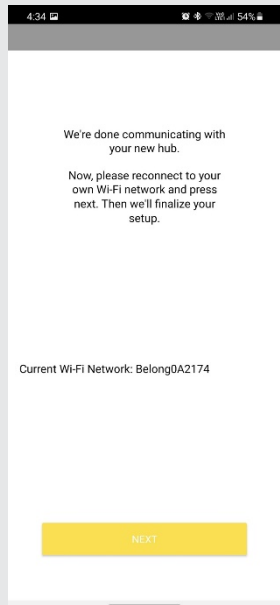 4:34 54%
We're done communicating with
your new hub.
Now, please reconnect to your
own Wi-Fi network and press
next. Then we'll finalize your
setup.
Current Wi-Fi Network: Belong0A2174
NEXT